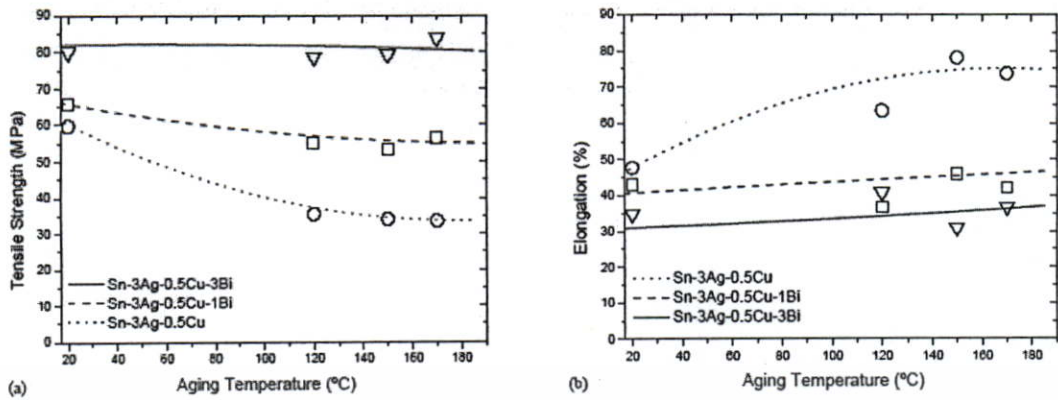 90
80
70
60
50
40
30
20
10
0
Tensile Strength (MPa)
Sn-3Ag-0.5Cu-3Bi
Sn-3Ag-0.5Cu-1Bi
Sn-3Ag-0.5Cu
20 40 60 80 100 120 140 160 180
Aging Temperature (ºC)
(a)
90
80
70
60
50
40
30
20
10
0
Elongation (%)
Sn-3Ag-0.5Cu
Sn-3Ag-0.5Cu-1Bi
Sn-3Ag-0.5Cu-3Bi
20 40 60 80 100 120 140 160 180
Aging Temperature (ºC)
(b)